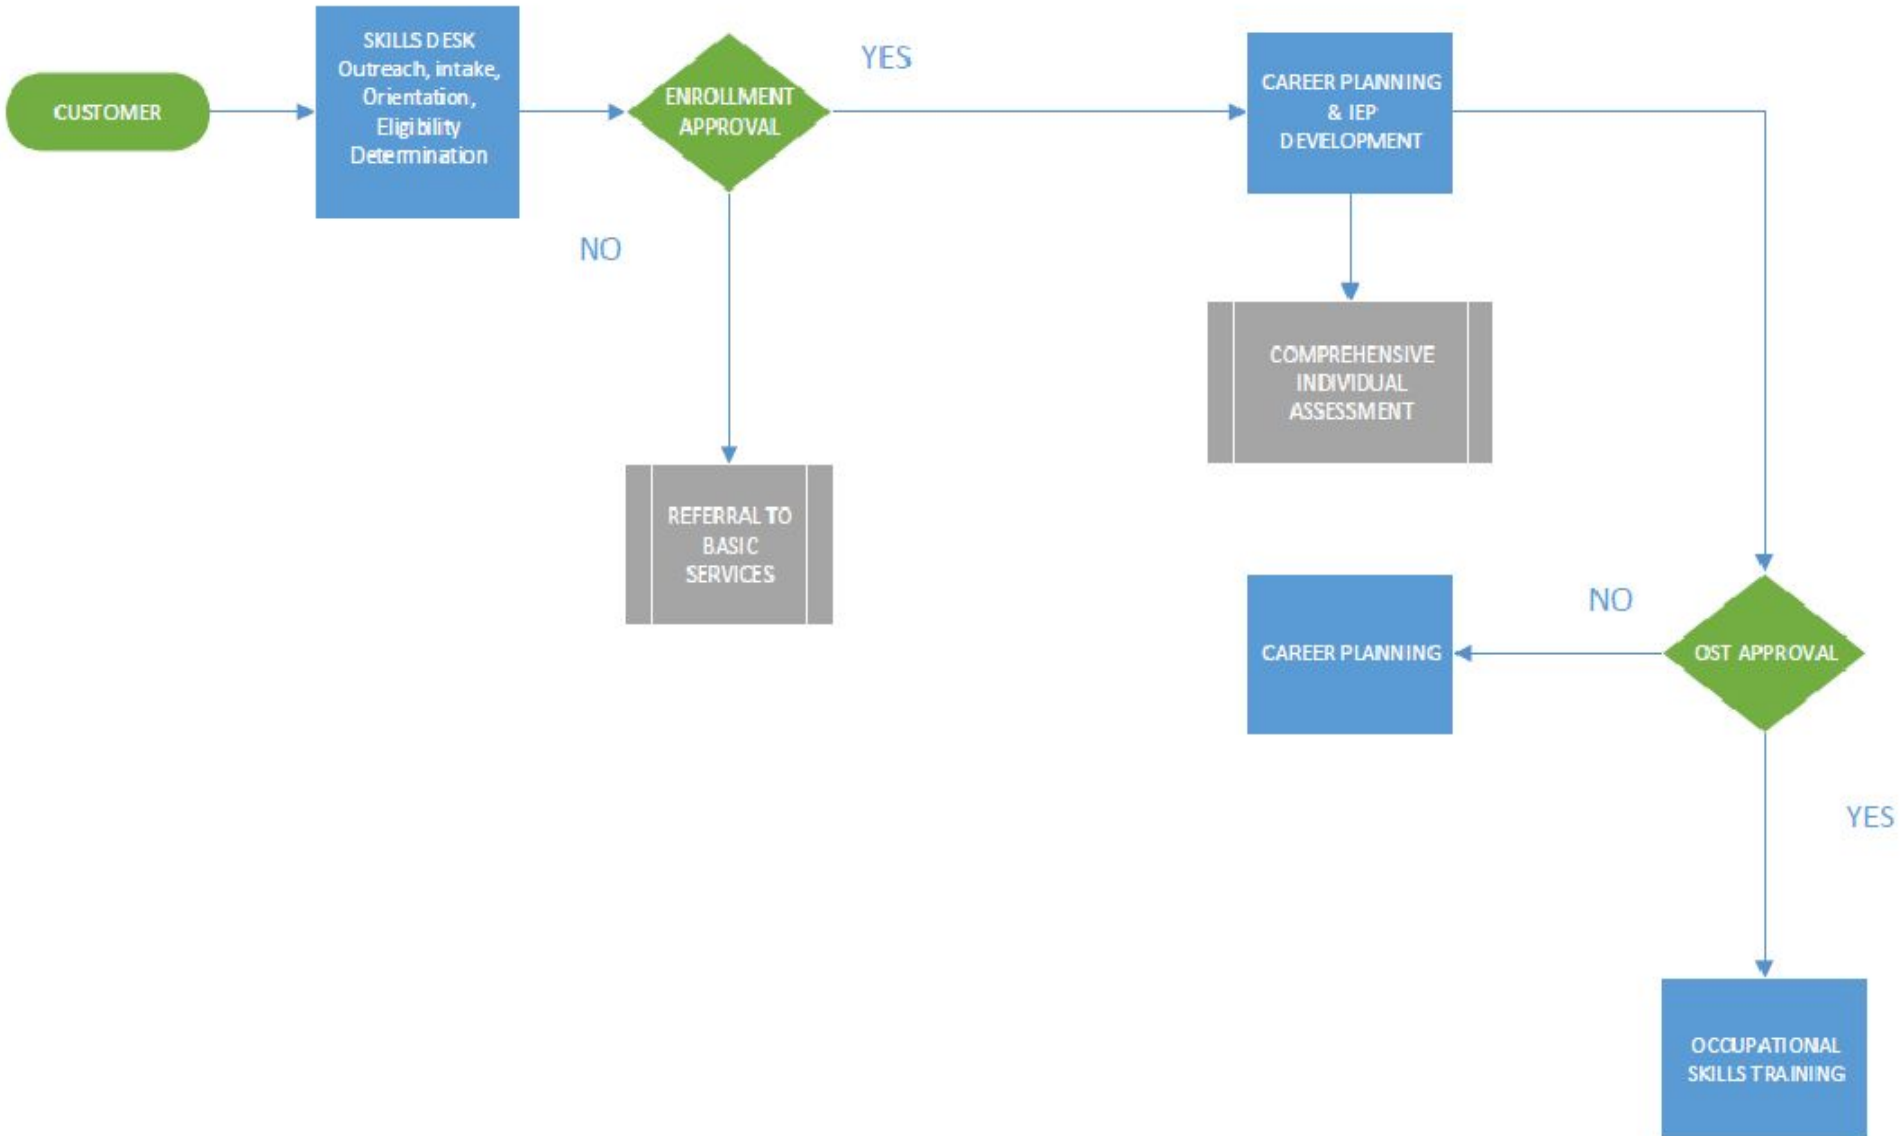 CUSTOMER
SKILLS DESK
Outreach, intake,
Orientation,
Eligibility
Determination
ENROLLMENT
APPROVAL
YES
CAREER PLANNING
& IEP
DEVELOPMENT
NO
COMPREHENSIVE
INDIVIDUAL
ASSESSMENT
REFERRAL TO
BASIC
SERVICES
CAREER PLANNING
NO
OST APPROVAL
YES
OCCUPATIONAL
SKILLS TRAINING